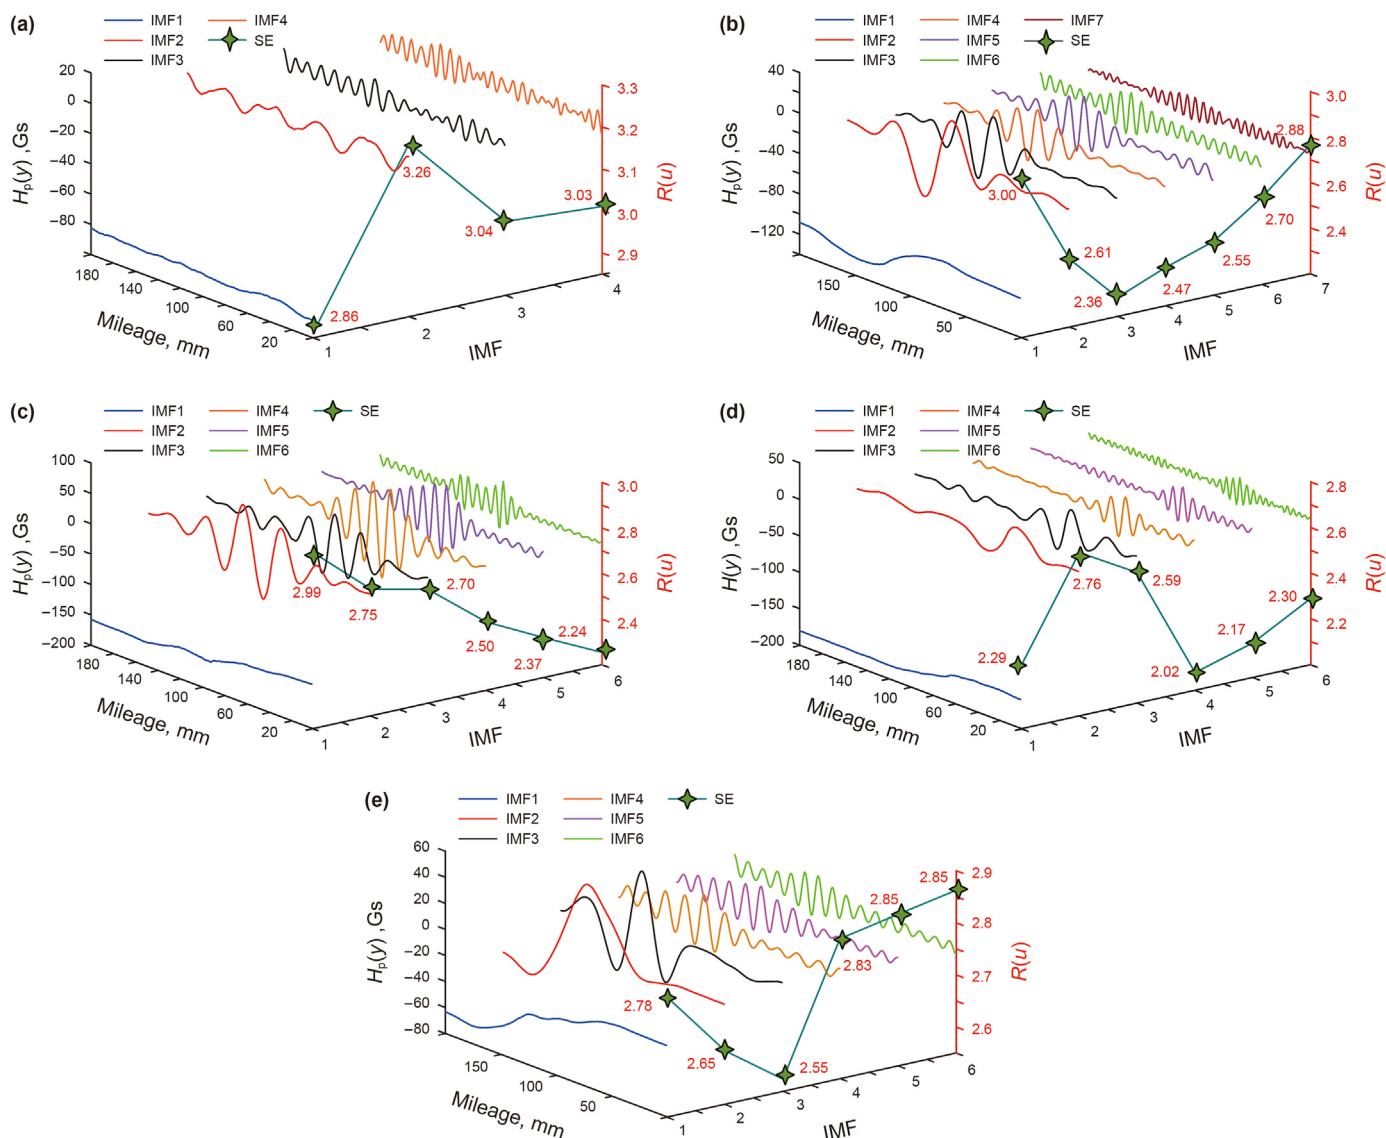 (a)
IMF1
IMF4
IMF2
SE
IMF3
20
0
−20
−40
−60
−80
Hp(y) ,Gs
180
140
100
60
20
Mileage, mm
1
2
3
4
IMF
3.3
3.2
3.1
3.0
2.9
R(u)
2.86
3.26
3.04
3.03
(b)
IMF1
IMF4
IMF7
IMF2
IMF5
SE
IMF3
IMF6
40
0
−40
−80
−120
Hp(y) ,Gs
150
100
50
Mileage, mm
1
2
3
4
5
6
7
IMF
3.0
2.8
2.6
2.4
R(u)
3.00
2.61
2.36
2.47
2.55
2.70
2.88
(c)
IMF1
IMF4
SE
IMF2
IMF5
IMF3
IMF6
100
50
0
−50
−100
−150
−200
Hp(y) ,Gs
180
140
100
60
20
Mileage, mm
1
2
3
4
5
6
IMF
3.0
2.8
2.6
2.4
R(u)
2.99
2.75
2.70
2.50
2.37
2.24
(d)
IMF1
IMF4
SE
IMF2
IMF5
IMF3
IMF6
50
0
−50
−100
−150
−200
H(y) ,Gs
180
140
100
60
20
Mileage, mm
1
2
3
4
5
6
IMF
2.8
2.6
2.4
2.2
R(u)
2.29
2.76
2.59
2.02
2.17
2.30
(e)
IMF1
IMF4
SE
IMF2
IMF5
IMF3
IMF6
60
40
20
0
−20
−40
−60
−80
Hp(y) ,Gs
150
100
50
Mileage, mm
1
2
3
4
5
6
IMF
2.9
2.8
2.7
2.6
R(u)
2.78
2.65
2.55
2.83
2.85
2.85